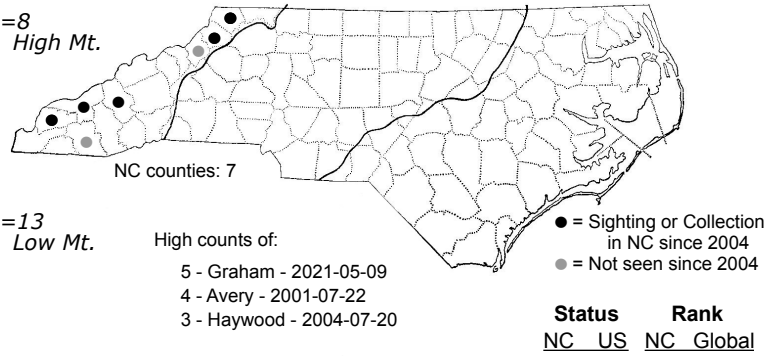 =8
High Mt.
NC counties: 7
=13
Low Mt.
High counts of:
5 - Graham - 2021-05-09
4 - Avery - 2001-07-22
3 - Haywood - 2004-07-20
● = Sighting or Collection
in NC since 2004
● = Not seen since 2004
Status Rank
NC US NC Global